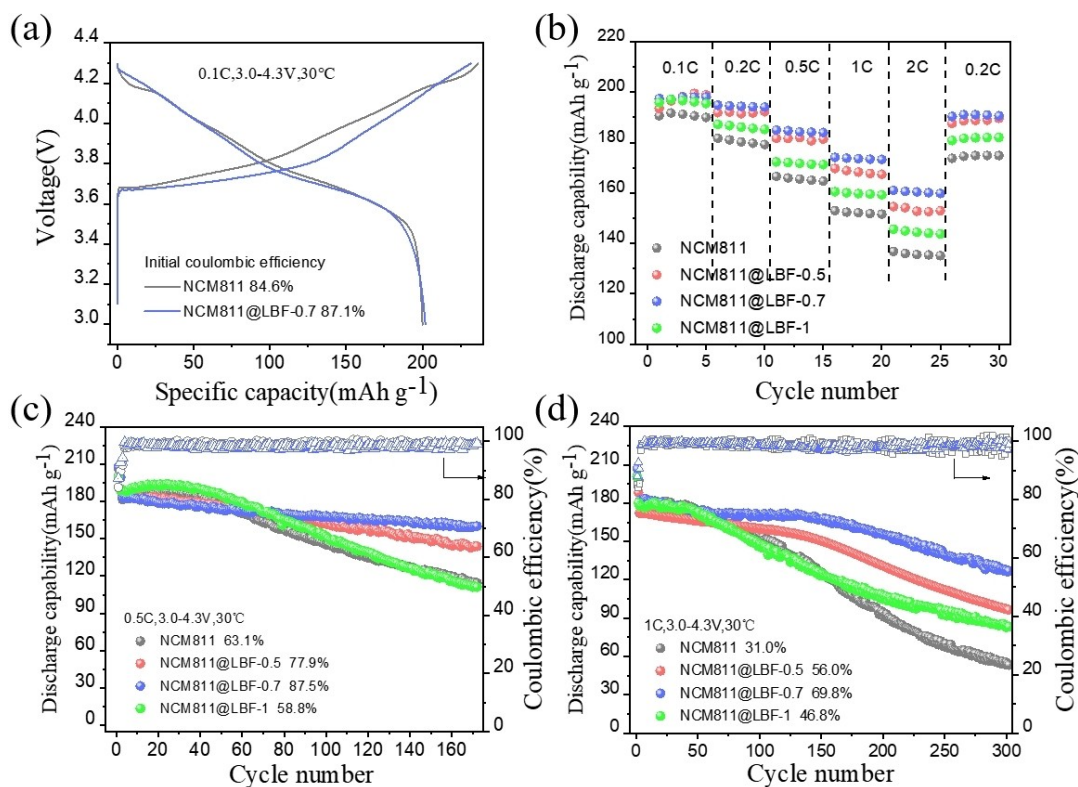 (a)
0.1C,3.0-4.3V,30°C
Initial coulombic efficiency
NCM811 84.6%
NCM811@LBF-0.7 87.1%
Voltage(V)
4.2
3.9
3.6
3.3
3.0
0 50 100 150 200
Specific capacity(mAh g-1)
(b)
0.1C 0.2C 0.5C 1C 2C 0.2C
NCM811
NCM811@LBF-0.5
NCM811@LBF-0.7
NCM811@LBF-1
Discharge capability(mAh g-1)
220
200
180
160
140
120
100
0 5 10 15 20 25 30
Cycle number
(c)
0.5C,3.0-4.3V,30℃
NCM811 63.1%
NCM811@LBF-0.5 77.9%
NCM811@LBF-0.7 87.5%
NCM811@LBF-1 58.8%
Discharge capability(mAh g-1)
240
210
180
150
120
90
60
30
0
Coulombic efficiency(%)
100
80
60
40
20
0
0 20 40 60 80 100 120 140 160
Cycle number
(d)
1C,3.0-4.3V,30℃
NCM811 31.0%
NCM811@LBF-0.5 56.0%
NCM811@LBF-0.7 69.8%
NCM811@LBF-1 46.8%
Discharge capability(mAh g-1)
240
210
180
150
120
90
60
30
0
Coulombic efficiency(%)
100
80
60
40
20
0
0 50 100 150 200 250 300
Cycle number